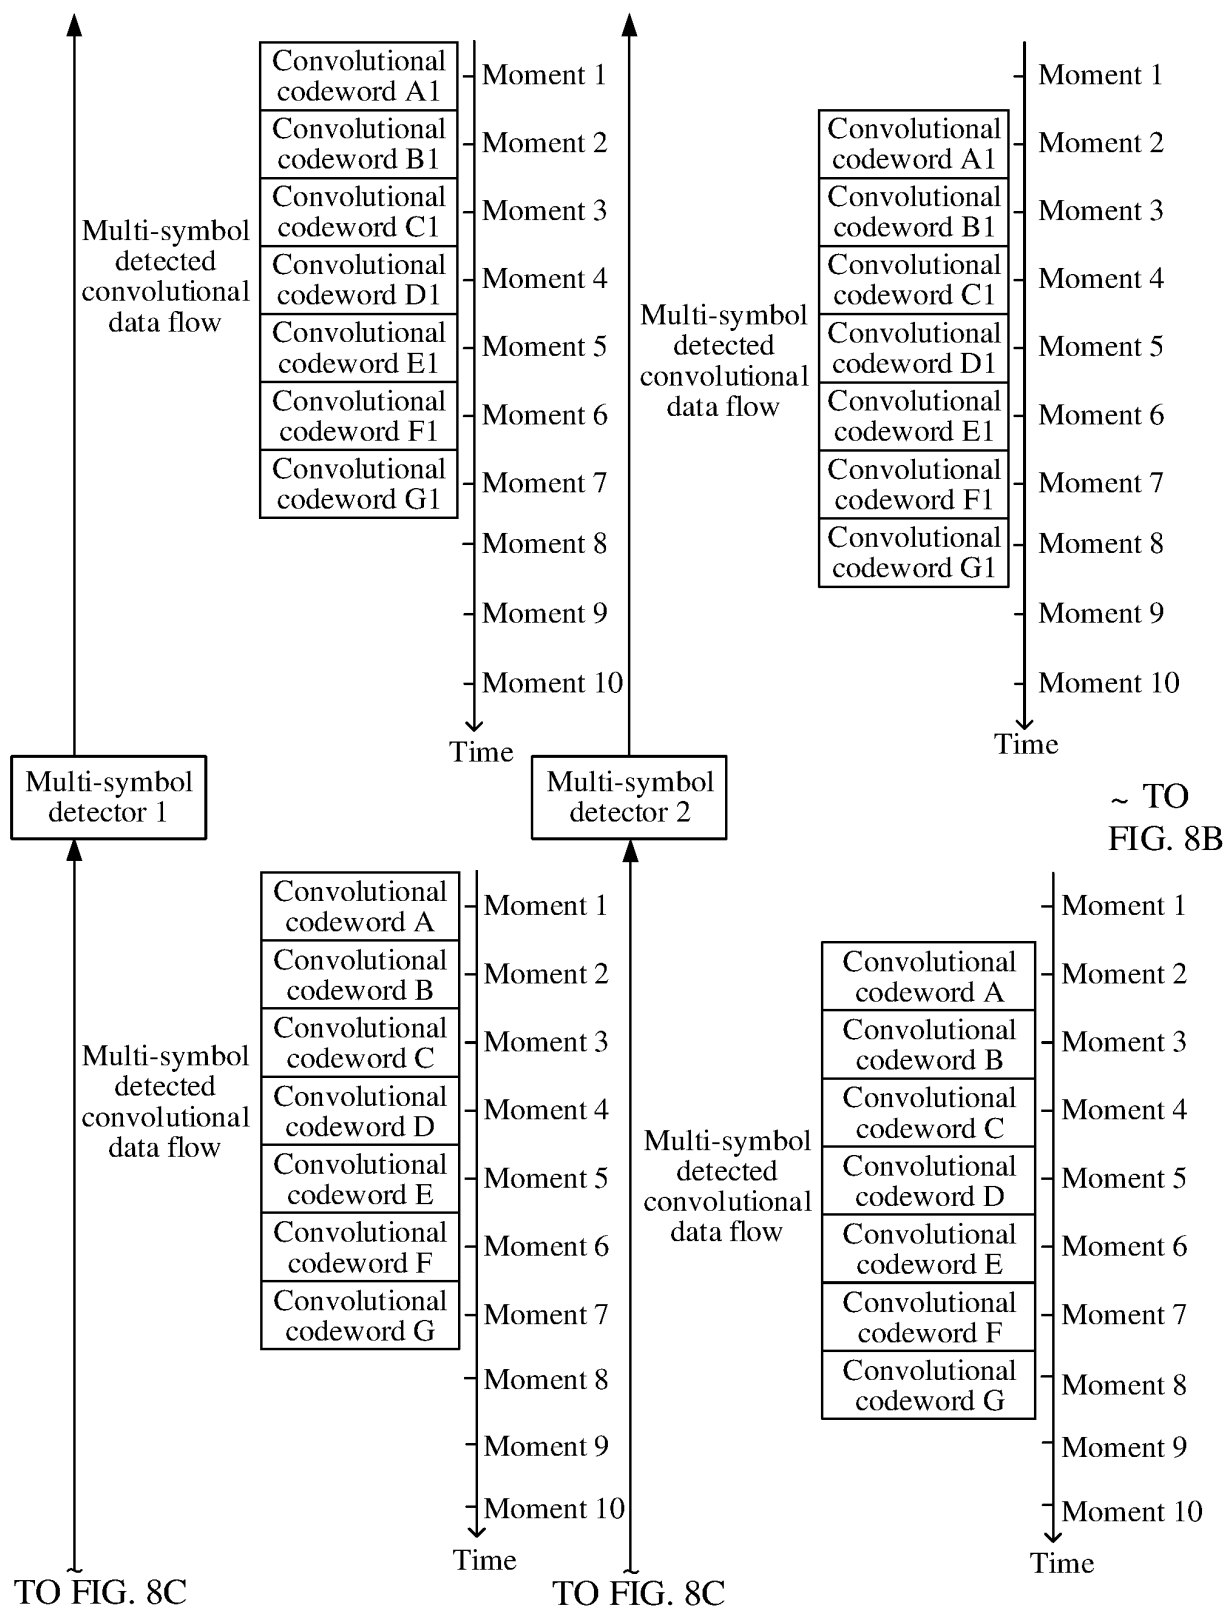 Convolutional
codeword A1
Convolutional
codeword B1
Convolutional
codeword C1
Convolutional
codeword D1
Convolutional
codeword E1
Convolutional
codeword F1
Convolutional
codeword G1
Moment 1
Moment 2
Moment 3
Moment 4
Moment 5
Moment 6
Moment 7
Moment 8
Moment 9
Moment 10
Time
Multi-symbol
detected
convolutional
data flow
Multi-symbol
detector 1
Convolutional
codeword A1
Convolutional
codeword B1
Convolutional
codeword C1
Convolutional
codeword D1
Convolutional
codeword E1
Convolutional
codeword F1
Convolutional
codeword G1
Moment 1
Moment 2
Moment 3
Moment 4
Moment 5
Moment 6
Moment 7
Moment 8
Moment 9
Moment 10
Time
Multi-symbol
detected
convolutional
data flow
Multi-symbol
detector 2
~ TO
FIG. 8B
Convolutional
codeword A
Convolutional
codeword B
Convolutional
codeword C
Convolutional
codeword D
Convolutional
codeword E
Convolutional
codeword F
Convolutional
codeword G
Moment 1
Moment 2
Moment 3
Moment 4
Moment 5
Moment 6
Moment 7
Moment 8
Moment 9
Moment 10
Time
Multi-symbol
detected
convolutional
data flow
~
TO FIG. 8C
Convolutional
codeword A
Convolutional
codeword B
Convolutional
codeword C
Convolutional
codeword D
Convolutional
codeword E
Convolutional
codeword F
Convolutional
codeword G
Moment 1
Moment 2
Moment 3
Moment 4
Moment 5
Moment 6
Moment 7
Moment 8
Moment 9
Moment 10
Time
Multi-symbol
detected
convolutional
data flow
~
TO FIG. 8C